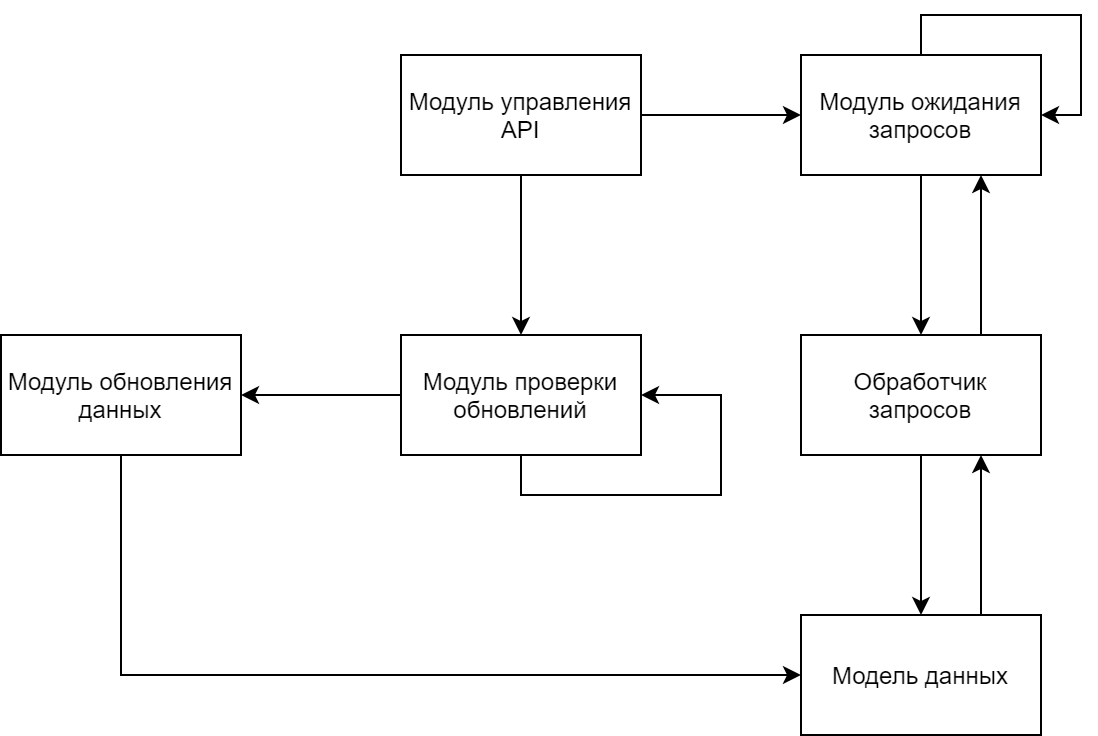 Модуль управления
API
Модуль ожидания
запросов
Модуль обновления
данных
Модуль проверки
обновлений
Обработчик
запросов
Модель данных